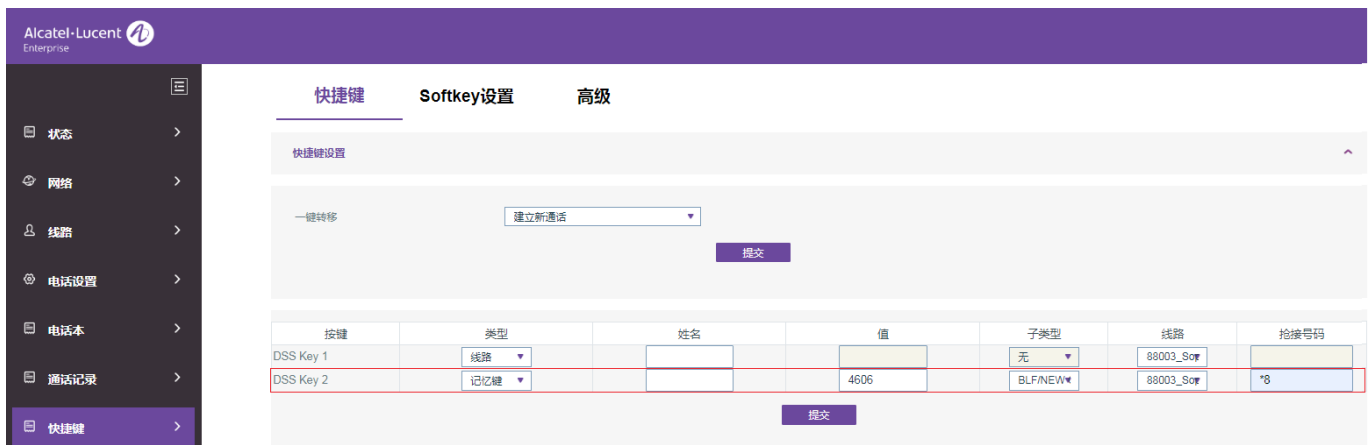 Alcatel·Lucent
Enterprise
状态
网络
线路
电话设置
电话本
通话记录
快捷键
快捷键 Softkey设置 高级
快捷键设置
一键转移 建立新通话
提交
按键 类型 姓名 值 子类型 线路 抢接号码
DSS Key 1 线路 无 88003_Sor
DSS Key 2 记忆键 4606 BLF/NEW 88003_Sor *8
提交